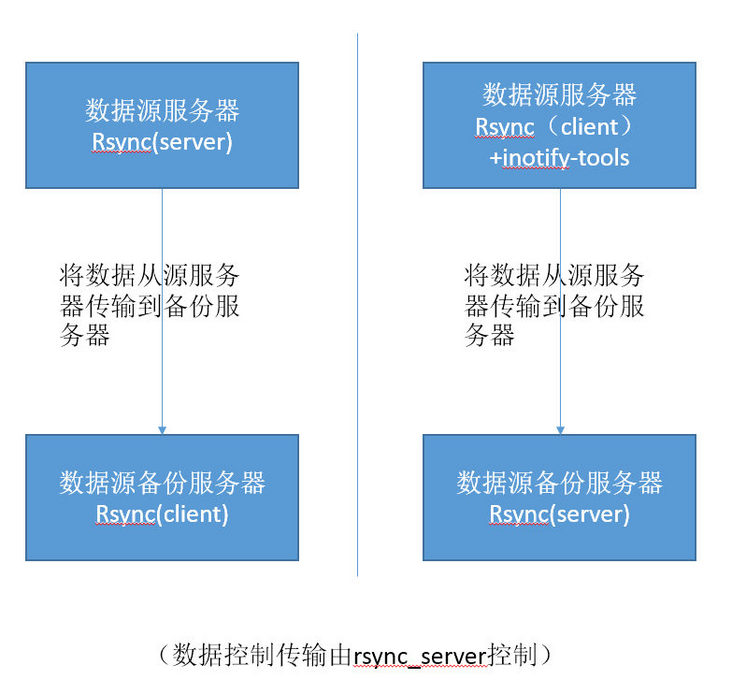 数据源服务器
Rsync(server)
将数据从源服务
器传输到备份服
务器
数据源备份服务器
Rsync(client)
数据源服务器
Rsync（client）
+inotify-tools
将数据从源服务
器传输到备份服
务器
数据源备份服务器
Rsync(server)
（数据控制传输由rsync_server控制）